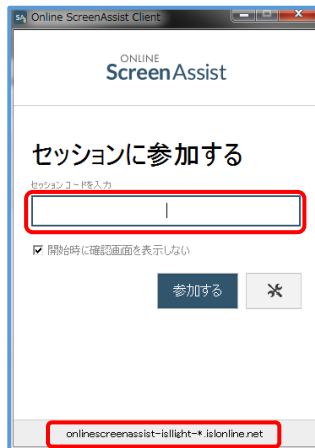 SA Online ScreenAssist Client
ONLINE
ScreenAssist
セッションに参加する
セッションコードを入力
開始時に確認画面を表示しない
参加する
onlinescreenassist-isllight-*.islonline.net